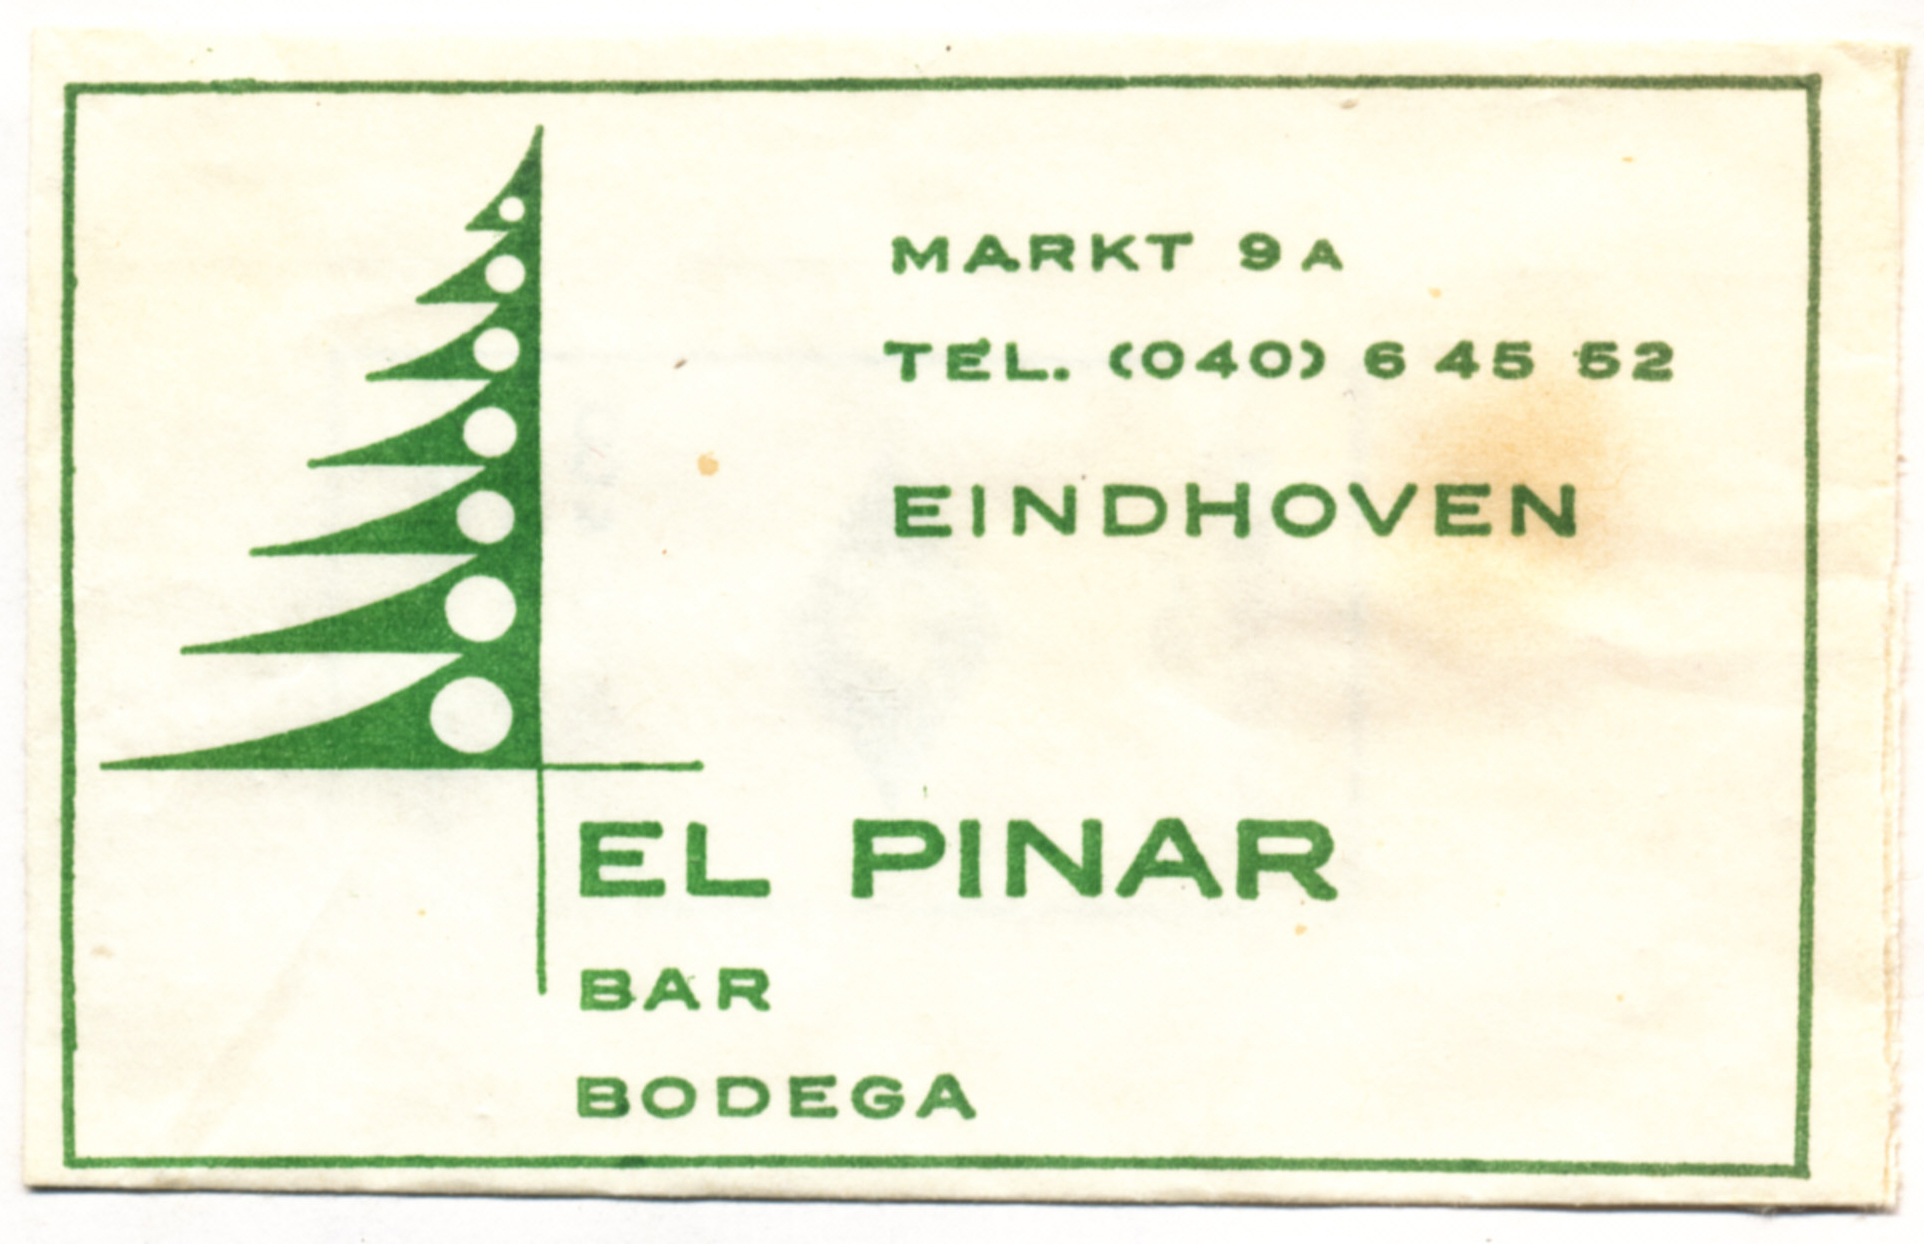 MARKT 9A
TEL. (040) 6 45 52
EINDHOVEN
EL PINAR
BAR
BODEGA